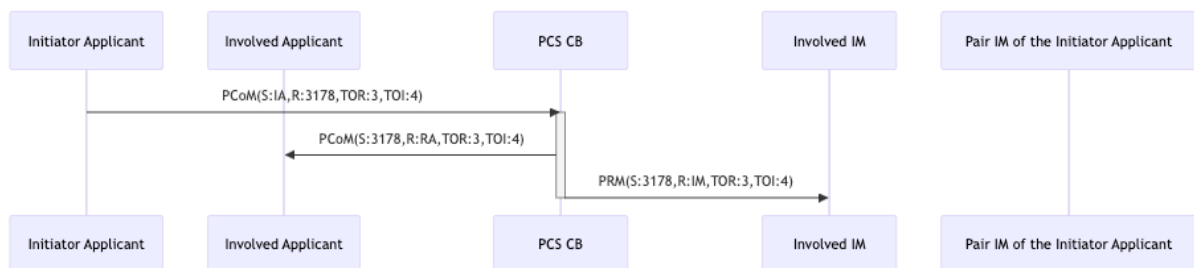 Initiator Applicant
Involved Applicant
PCS CB
Involved IM
Pair IM of the Initiator Applicant
PCoM(S:IA,R:3178,TOR:3,TOI:4)
PCoM(S:3178,R:RA,TOR:3,TOI:4)
PRM(S:3178,R:IM,TOR:3,TOI:4)
Initiator Applicant
Involved Applicant
PCS CB
Involved IM
Pair IM of the Initiator Applicant